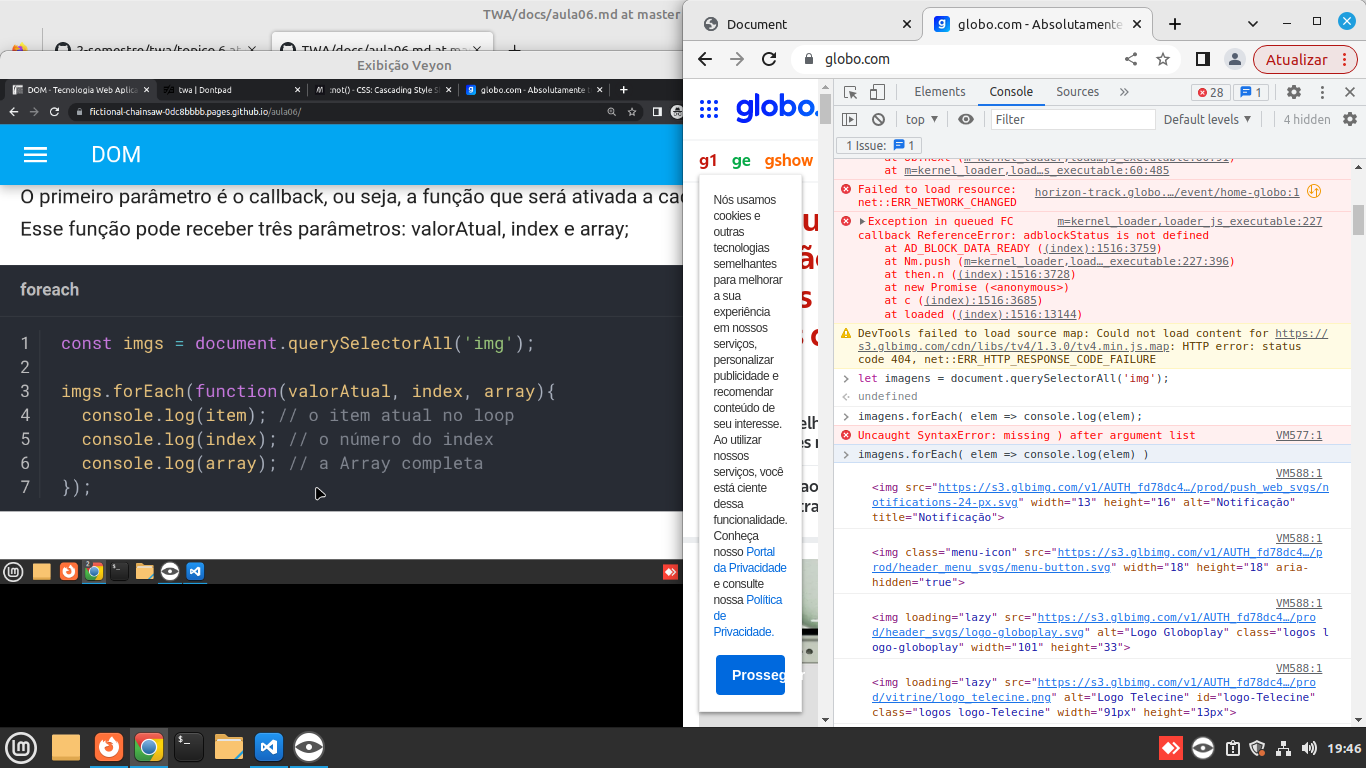 TWA/docs/aula06.md at master
2-semestre/twa/topico 6 at
TWA/docs/aula06.md at ma
Exibição Veyon
DOM - Tecnologia Web Aplica
twa | Dontpad
:not() - CSS: Cascading Style S
globo.com - Absolutamente
fictional-chainsaw-0dc8bbbb.pages.github.io/aula06/
DOM
O primeiro parâmetro é o callback, ou seja, a função que será ativada a cad
Esse função pode receber três parâmetros: valorAtual, index e array;
foreach
1 const imgs = document.querySelectorAll('img');
2
3 imgs.forEach(function(valorAtual, index, array){
4 console.log(item); // o item atual no loop
5 console.log(index); // o número do index
6 console.log(array); // a Array completa
7 });
Document
globo.com - Absolutamente
globo.com
Atualizar
globo.
g1 ge gshow
Nós usamos
cookies e
outras
tecnologias
semelhantes
para melhorar
a sua
experiência
em nossos
serviços,
personalizar
publicidade e
recomendar
conteúdo de
seu interesse.
Ao utilizar
nossos
serviços, você
está ciente
dessa
funcionalidade.
Conheça
nosso Portal
da Privacidade
e consulte
nossa Política
de
Privacidade.
Prosseguir
Elements Console Sources » 28 1
top Filter Default levels 4 hidden
1 Issue: 1
m=kernel_loader,load…s_executable:60:91)
at m=kernel_loader,load…s_executable:60:485
Failed to load resource: horizon-track.globo.…/event/home-globo:1
net::ERR_NETWORK_CHANGED
Exception in queued FC m=kernel_loader,loader_js_executable:227
callback ReferenceError: adblockStatus is not defined
at AD_BLOCK_DATA_READY ((index):1516:3759)
at Nm.push (m=kernel_loader,load…_executable:227:396)
at then.n ((index):1516:3728)
at new Promise (<anonymous>)
at c ((index):1516:3685)
at loaded ((index):1516:13144)
DevTools failed to load source map: Could not load content for https://
s3.glbimg.com/cdn/libs/tv4/1.3.0/tv4.min.js.map: HTTP error: status
code 404, net::ERR_HTTP_RESPONSE_CODE_FAILURE
let imagens = document.querySelectorAll('img');
undefined
imagens.forEach( elem => console.log(elem);
Uncaught SyntaxError: missing ) after argument list VM577:1
imagens.forEach( elem => console.log(elem) )
VM588:1
<img src="https://s3.glbimg.com/v1/AUTH_fd78dc4…/prod/push_web_svgs/n
otifications-24-px.svg" width="13" height="16" alt="Notificação"
title="Notificação">
VM588:1
<img class="menu-icon" src="https://s3.glbimg.com/v1/AUTH_fd78dc4…/p
rod/header_menu_svgs/menu-button.svg" width="18" height="18" aria-
hidden="true">
VM588:1
<img loading="lazy" src="https://s3.glbimg.com/v1/AUTH_fd78dc4…/pro
d/header_svgs/logo-globoplay.svg" alt="Logo Globoplay" class="logos l
ogo-globoplay" width="101" height="33">
VM588:1
<img loading="lazy" src="https://s3.glbimg.com/v1/AUTH_fd78dc4…/pro
d/vitrine/logo_telecine.png" alt="Logo Telecine" id="logo-Telecine"
class="logos logo-Telecine" width="91px" height="13px">
19:46